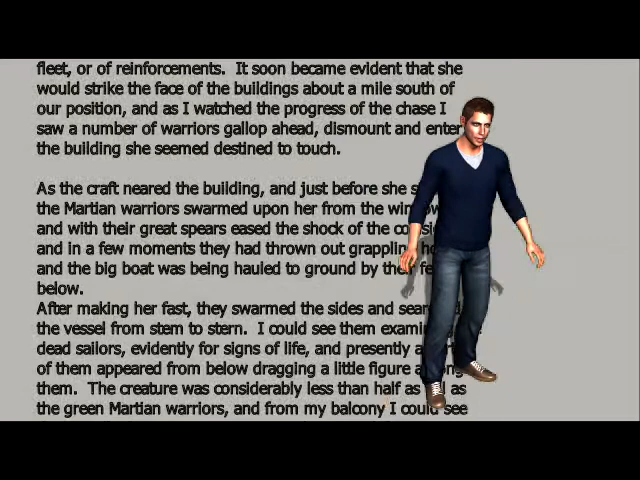 fleet, or of reinforcements.  It soon became evident that she
would strike the face of the buildings about a mile south of
our position, and as I watched the progress of the chase I
saw a number of warriors gallop ahead, dismount and enter
the building she seemed destined to touch.
As the craft neared the building, and just before she
the Martian warriors swarmed upon her from the
and with their great spears eased the shock of the
and in a few moments they had thrown out grappling
and the big boat was being hauled to ground by their
below.
After making her fast, they swarmed the sides and
the vessel from stem to stern.  I could see them
dead sailors, evidently for signs of life, and presently a
of them appeared from below dragging a little figure
them.  The creature was considerably less than half as as
the green Martian warriors, and from my balcony I could see